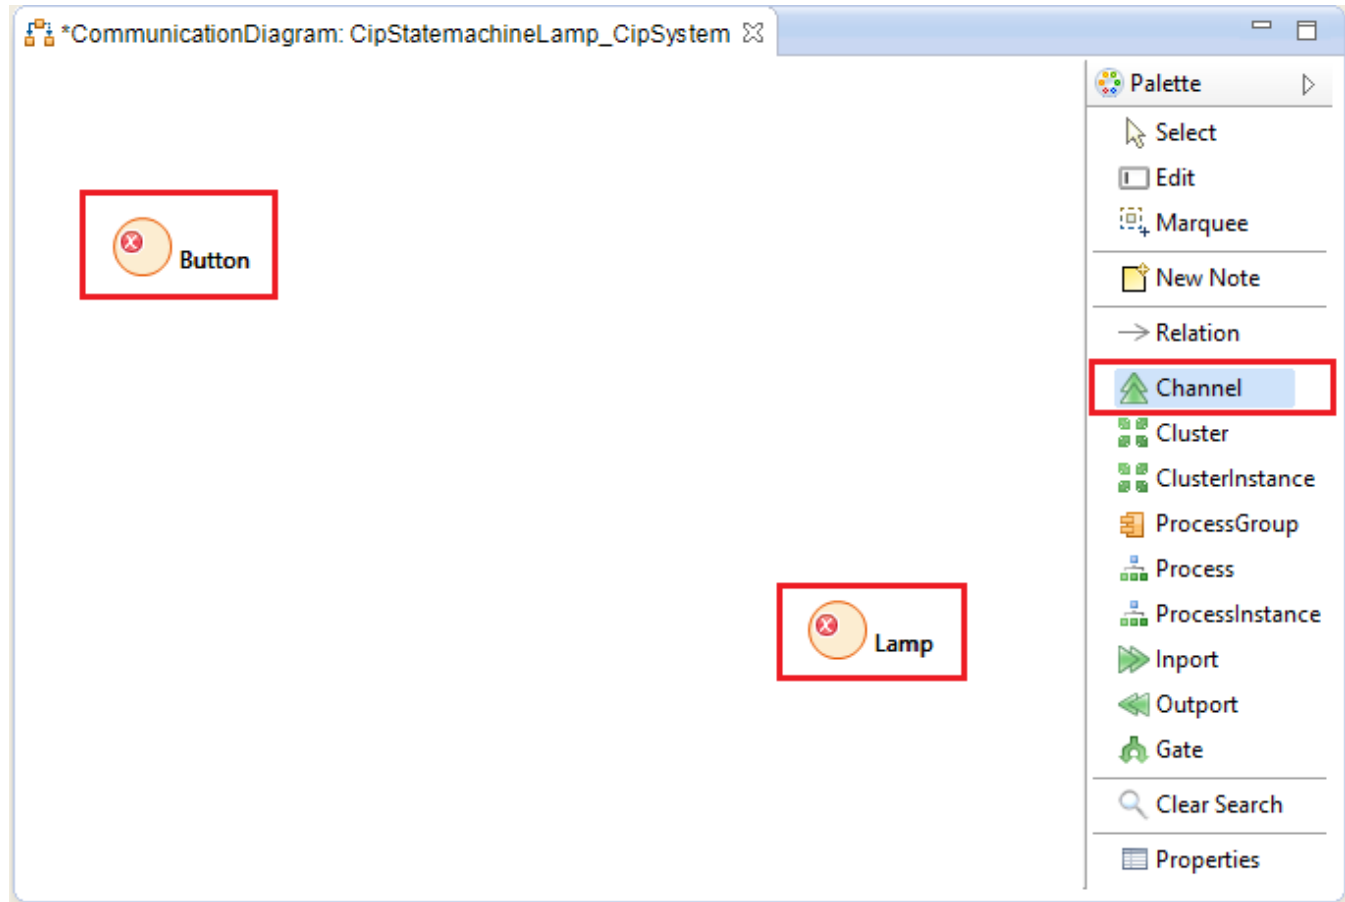 *CommunicationDiagram: CipStatemachineLamp_CipSystem
Palette
Select
Edit
Marquee
New Note
Relation
Channel
Cluster
ClusterInstance
ProcessGroup
Process
ProcessInstance
Inport
Outport
Gate
Clear Search
Properties
Button
Lamp